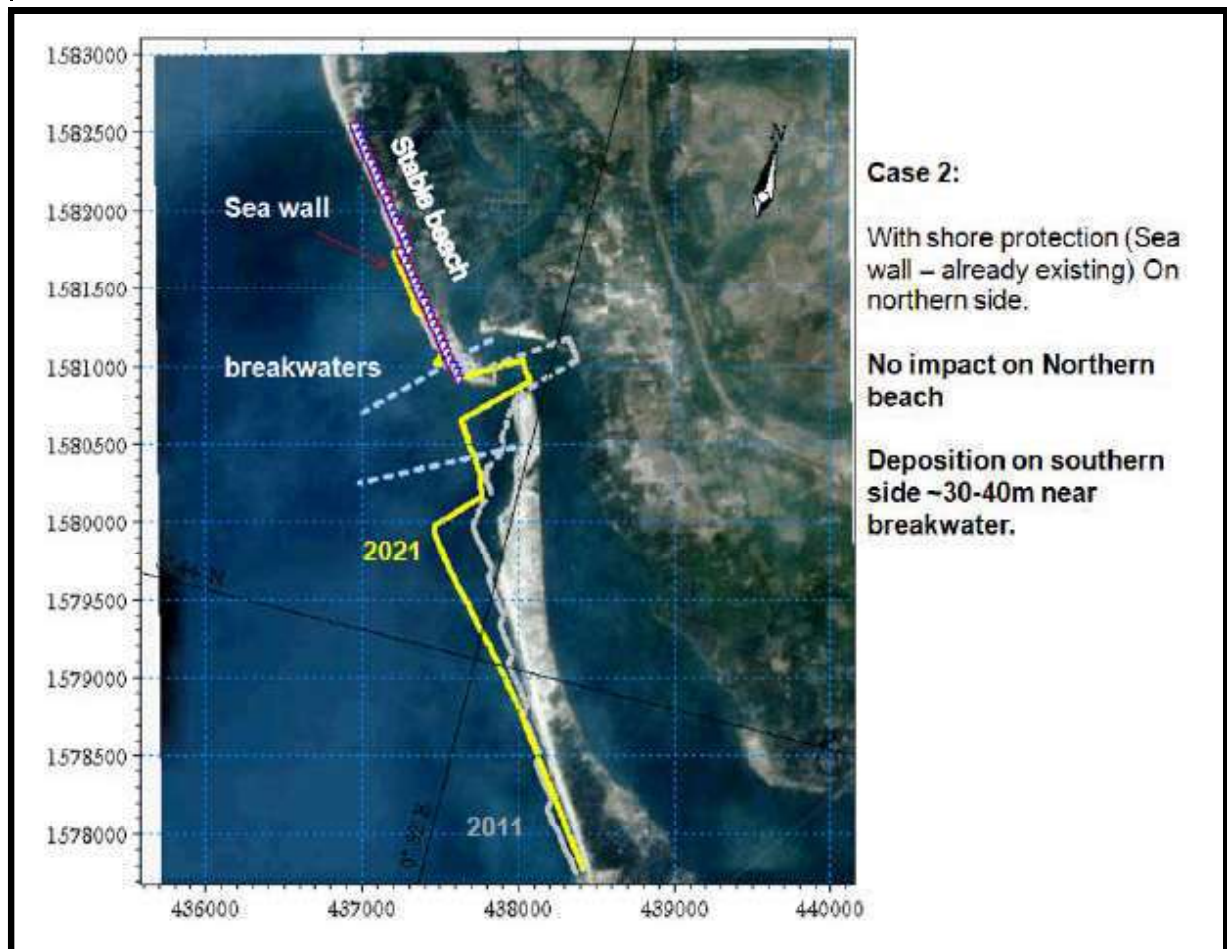 1583000
1582500
1582000
1581500
1581000
1580500
1580000
1579500
1579000
1578500
1578000
436000 437000 438000 439000 440000
N
Stable beach
Sea wall
breakwaters
2021
2011
Case 2:
With shore protection (Sea
wall – already existing) On
northern side.
No impact on Northern
beach
Deposition on southern
side ~30-40m near
breakwater.